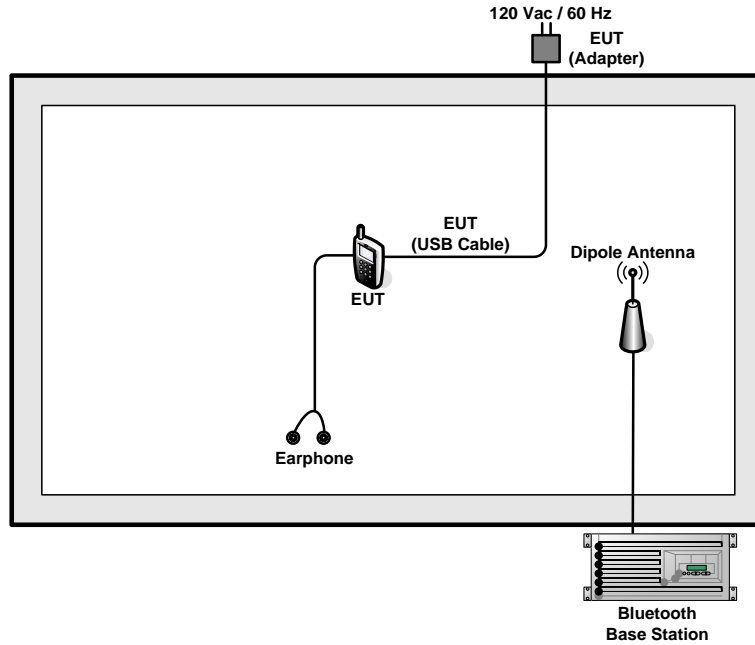 120 Vac / 60 Hz
EUT
(Adapter)
EUT
(USB Cable)
Dipole Antenna
EUT
Earphone
Bluetooth
Base Station